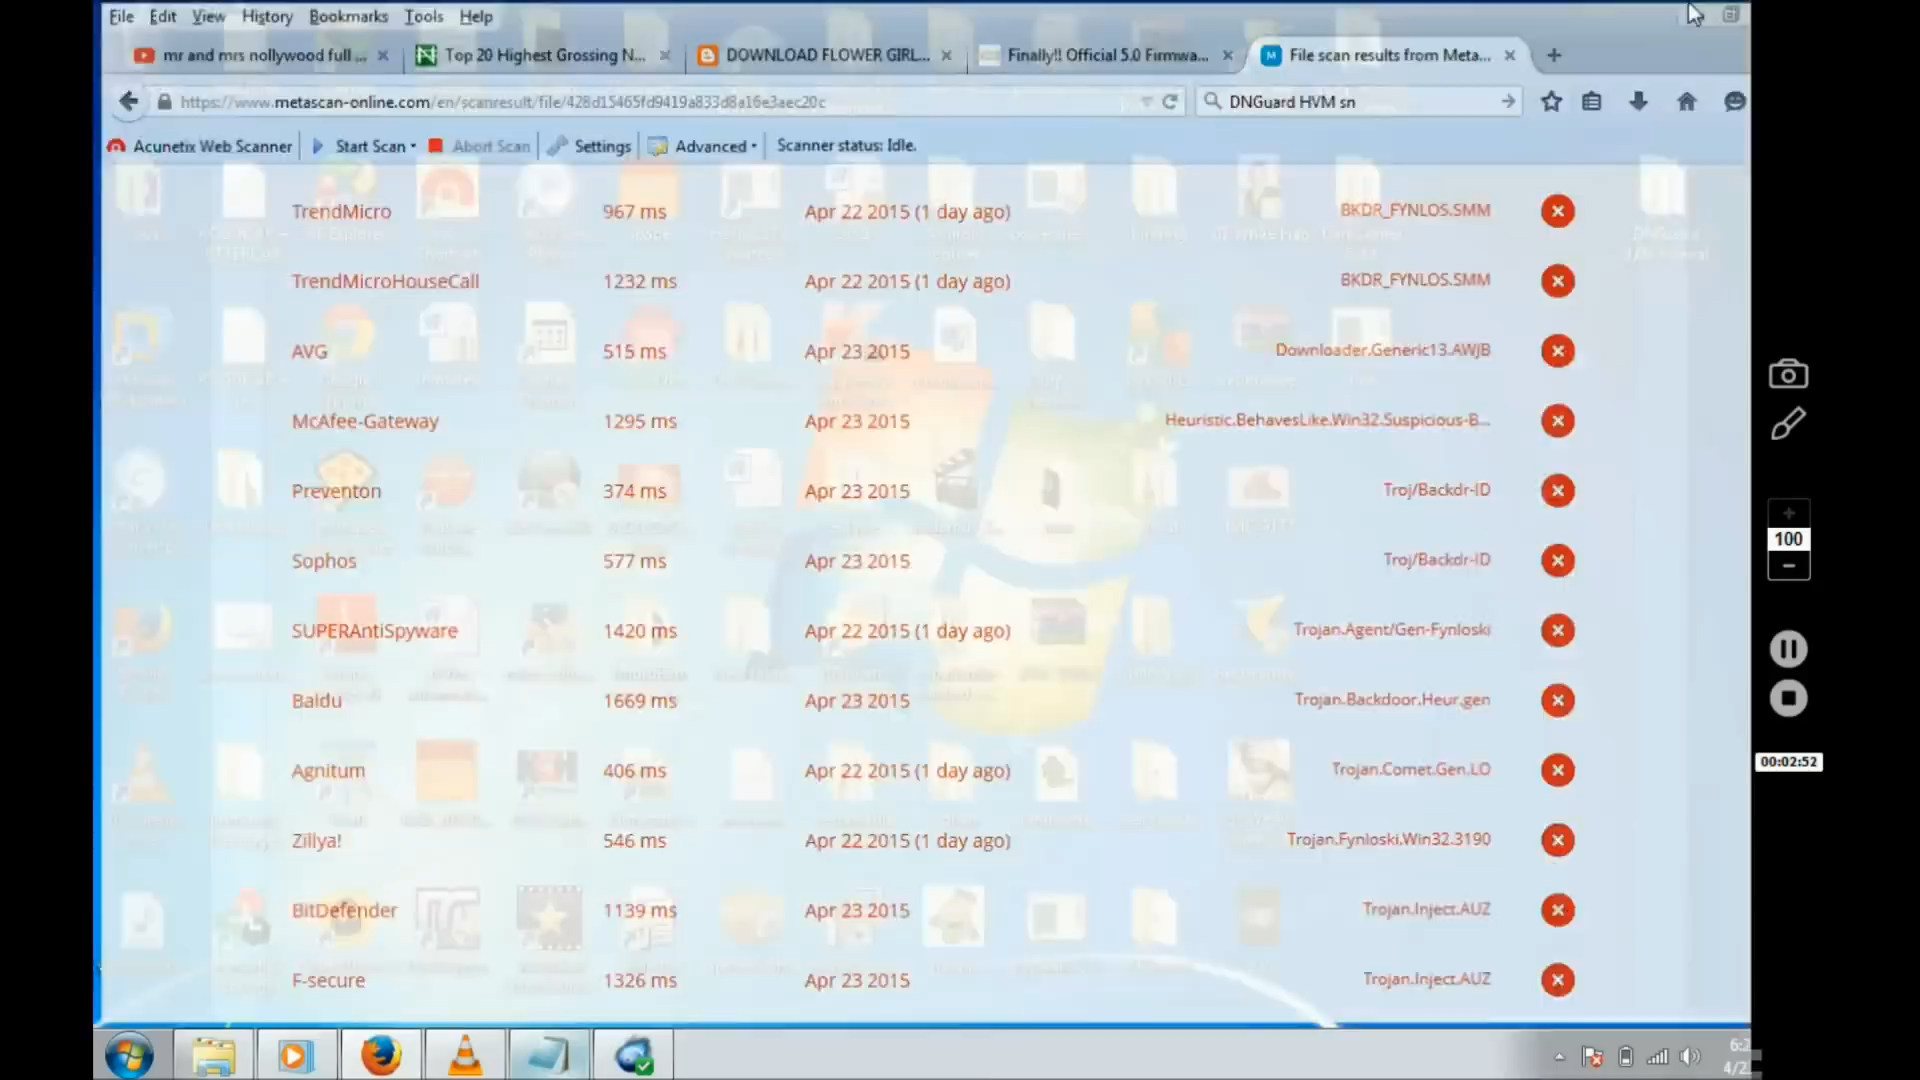 File Edit View History Bookmarks Tools Help
mr and mrs nollywood full ... Top 20 Highest Grossing N... DOWNLOAD FLOWER GIRL... Finally!! Official 5.0 Firmwa... File scan results from Meta...
https://www.metascan-online.com/en/scanresult/file/428d15465fd9419a833d8a16e3aec20c DNGuard HVM sn
Acunetix Web Scanner Start Scan Abort Scan Settings Advanced Scanner status: Idle.
TrendMicro 967 ms Apr 22 2015 (1 day ago) BKDR_FYNLOS.SMM
TrendMicroHouseCall 1232 ms Apr 22 2015 (1 day ago) BKDR_FYNLOS.SMM
AVG 515 ms Apr 23 2015 Downloader.Generic13.AWJB
McAfee-Gateway 1295 ms Apr 23 2015 Heuristic.BehavesLike.Win32.Suspicious-B...
Preventon 374 ms Apr 23 2015 Troj/Backdr-ID
Sophos 577 ms Apr 23 2015 Troj/Backdr-ID
SUPERAntiSpyware 1420 ms Apr 22 2015 (1 day ago) Trojan.Agent/Gen-Fynloski
Baidu 1669 ms Apr 23 2015 Trojan.Backdoor.Heur.gen
Agnitum 406 ms Apr 22 2015 (1 day ago) Trojan.Comet.Gen.LO
Zillya! 546 ms Apr 22 2015 (1 day ago) Trojan.Fynloski.Win32.3190
BitDefender 1139 ms Apr 23 2015 Trojan.Inject.AUZ
F-secure 1326 ms Apr 23 2015 Trojan.Inject.AUZ
100
00:02:52
6:2
4/2